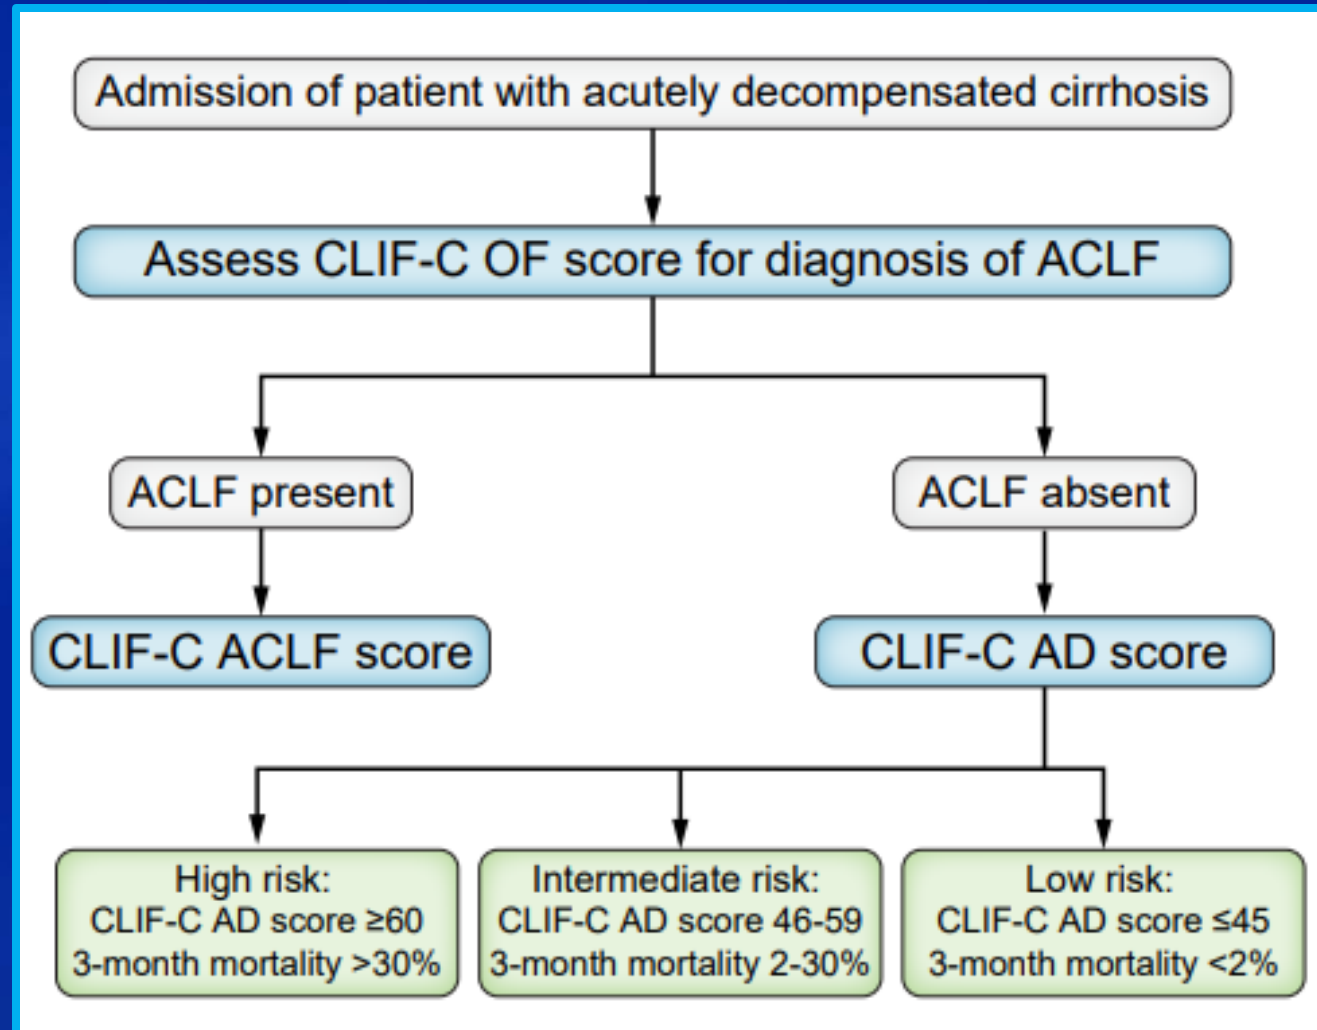 Admission of patient with acutely decompensated cirrhosis
Assess CLIF-C OF score for diagnosis of ACLF
ACLF present
ACLF absent
CLIF-C ACLF score
CLIF-C AD score
High risk:
CLIF-C AD score ≥60
3-month mortality >30%
Intermediate risk:
CLIF-C AD score 46-59
3-month mortality 2-30%
Low risk:
CLIF-C AD score ≤45
3-month mortality <2%